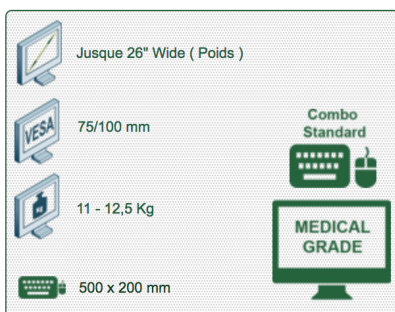 Jusque 26" Wide ( Poids )
VESA
75/100 mm
Combo
Standard
11 - 12,5 Kg
MEDICAL
GRADE
500 x 200 mm